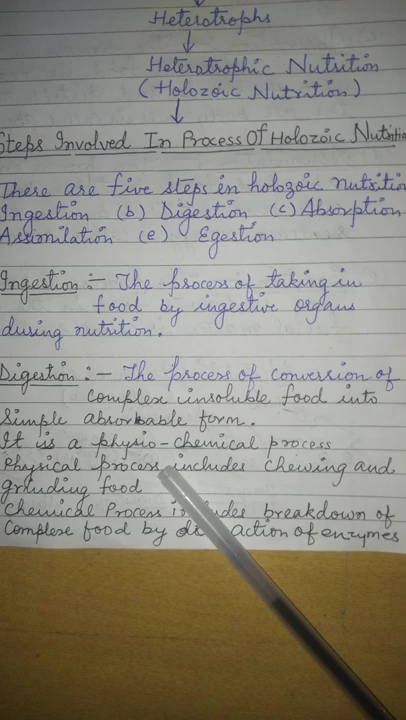 Heterotrophs
Heterotrophic Nutrition
(Holozoic Nutrition)
Steps Involved In Process Of Holozoic
There are five steps in holozoic
Ingestion (b) Digestion (c) Absorption
Assimilation (e) Egestion
Ingestion :- The process of taking in
food by ingestive organs
during nutrition.
Digestion :- The process of conversion of
complex insoluble food into
simple absorbable form.
It is a physio-chemical process
Physical process includes chewing and
grinding food
Chemical Process breakdown of
Complex food by action of enzymes